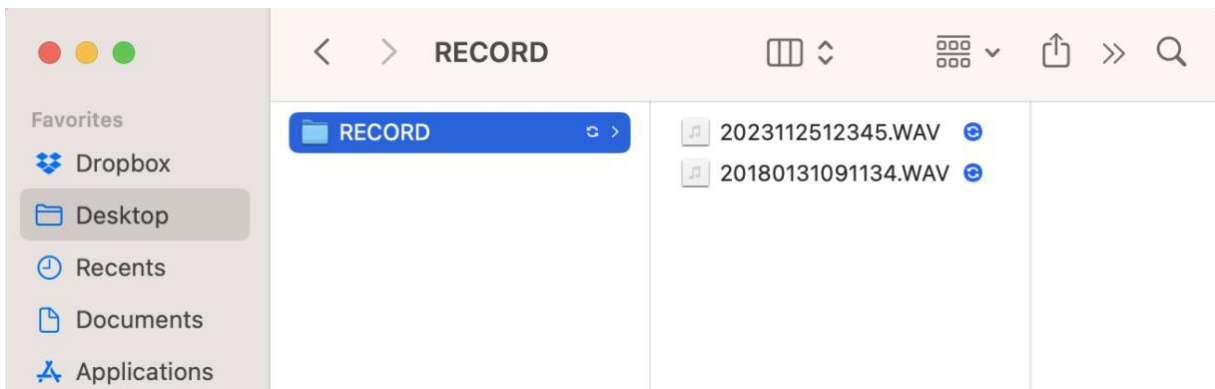 RECORD
Favorites
Dropbox
Desktop
Recents
Documents
Applications
RECORD
2023112512345.WAV
20180131091134.WAV